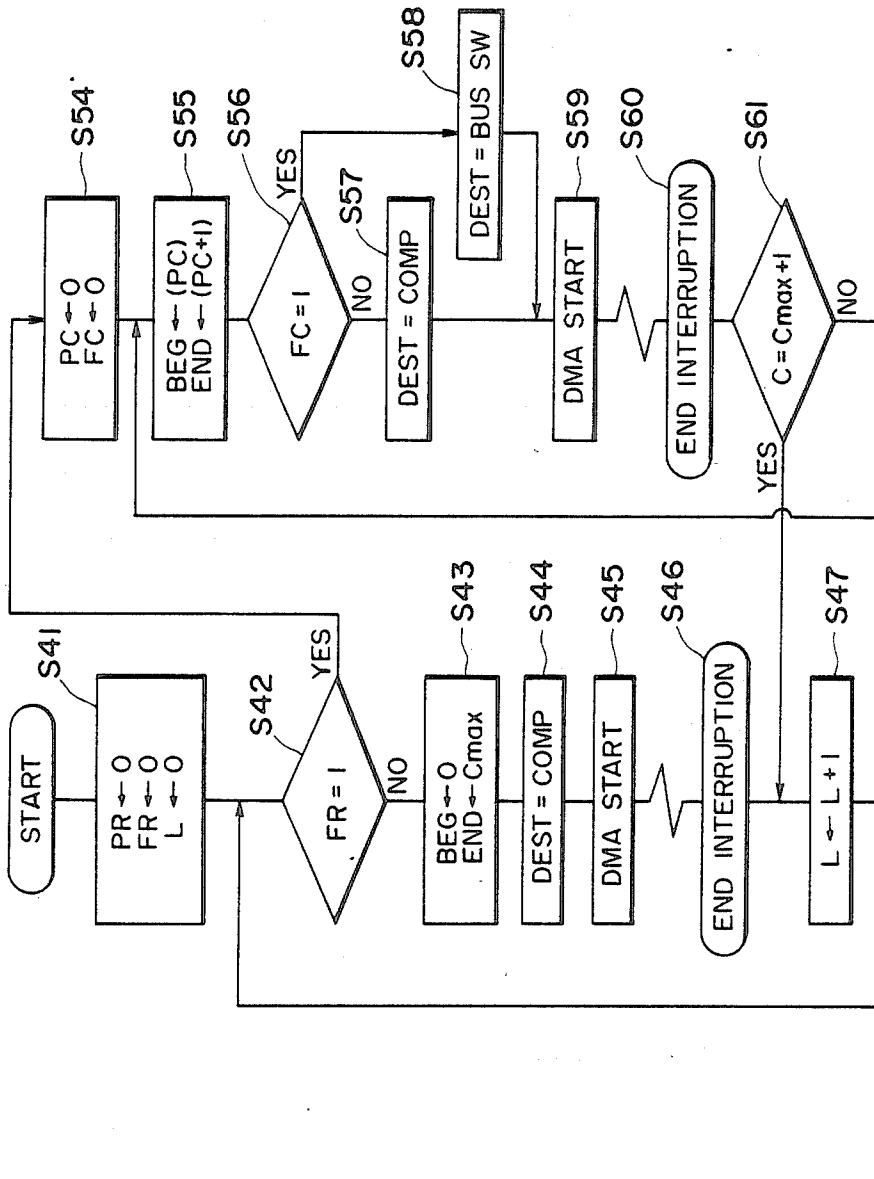 START
S41
PR ← 0
FR ← 0
L ← 0
S42
FR = 1
YES
NO
S43
BEG ← 0
END ← Cmax
S44
DEST = COMP
S45
DMA START
S46
END INTERRUPTION
S47
L ← L + 1
S54
PC ← 0
FC ← 0
S55
BEG ← (PC)
END ← (PC+1)
S56
FC = 1
YES
NO
S57
DEST = COMP
S58
DEST = BUS SW
S59
DMA START
S60
END INTERRUPTION
S61
C = Cmax+1
YES
NO